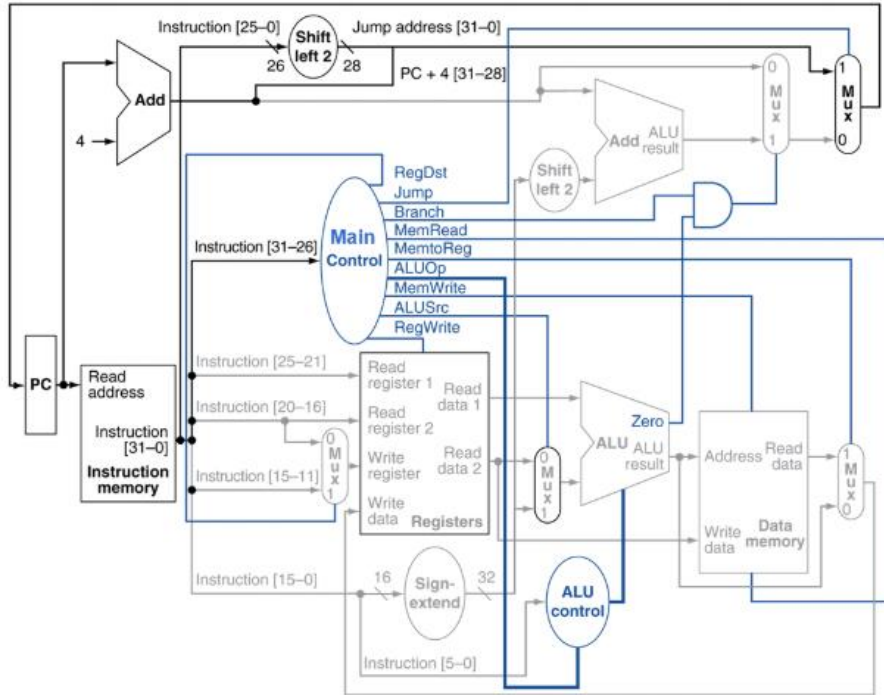 Instruction [25–0]
Shift
left 2
Jump address [31–0]
26
28
PC + 4 [31–28]
Add
4
0
M
u
x
1
1
M
u
x
0
Add
ALU
result
Shift
left 2
RegDst
Jump
Branch
MemRead
MemtoReg
ALUOp
MemWrite
ALUSrc
RegWrite
Main
Control
Instruction [31–26]
PC
Read
address
Instruction
[31–0]
Instruction
memory
Instruction [25–21]
Instruction [20–16]
Instruction [15–11]
0
M
u
x
1
Read
register 1
Read
register 2
Write
register
Write
data
Read
data 1
Read
data 2
Registers
0
M
u
x
1
Zero
ALU
ALU
result
Address
Read
data
Write
data
Data
memory
1
M
u
x
0
Instruction [15–0]
16
Sign-
extend
32
ALU
control
Instruction [5–0]